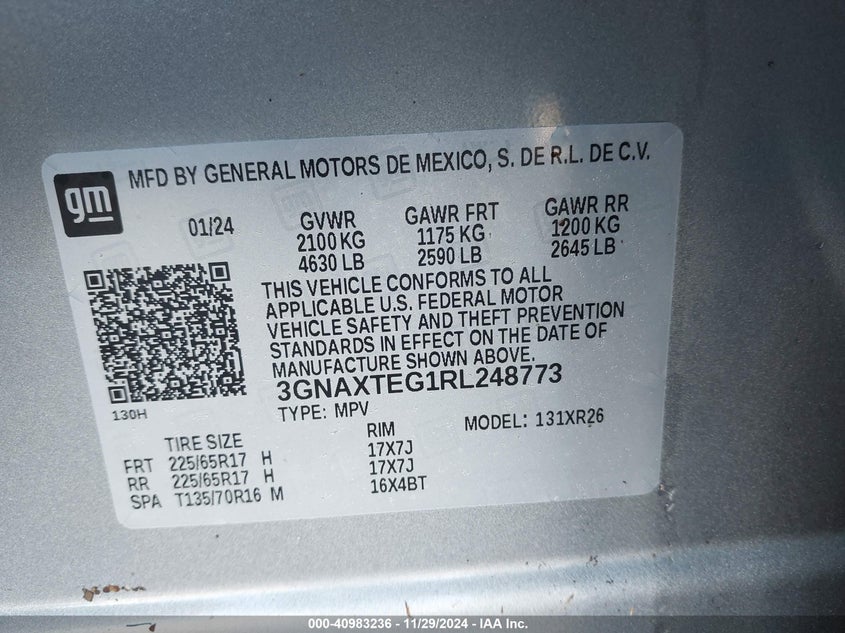 gm
MFD BY GENERAL MOTORS DE MEXICO, S. DE R.L. DE C.V.
01/24
GVWR
2100 KG
4630 LB
GAWR FRT
1175 KG
2590 LB
GAWR RR
1200 KG
2645 LB
THIS VEHICLE CONFORMS TO ALL
APPLICABLE U.S. FEDERAL MOTOR
VEHICLE SAFETY AND THEFT PREVENTION
STANDARDS IN EFFECT ON THE DATE OF
MANUFACTURE SHOWN ABOVE.
3GNAXTEG1RL248773
130H
TYPE: MPV
MODEL: 131XR26
TIRE SIZE RIM
FRT 225/65R17 H 17X7J
RR 225/65R17 H 17X7J
SPA T135/70R16 M 16X4BT
000-40983236 - 11/29/2024 - IAA Inc.